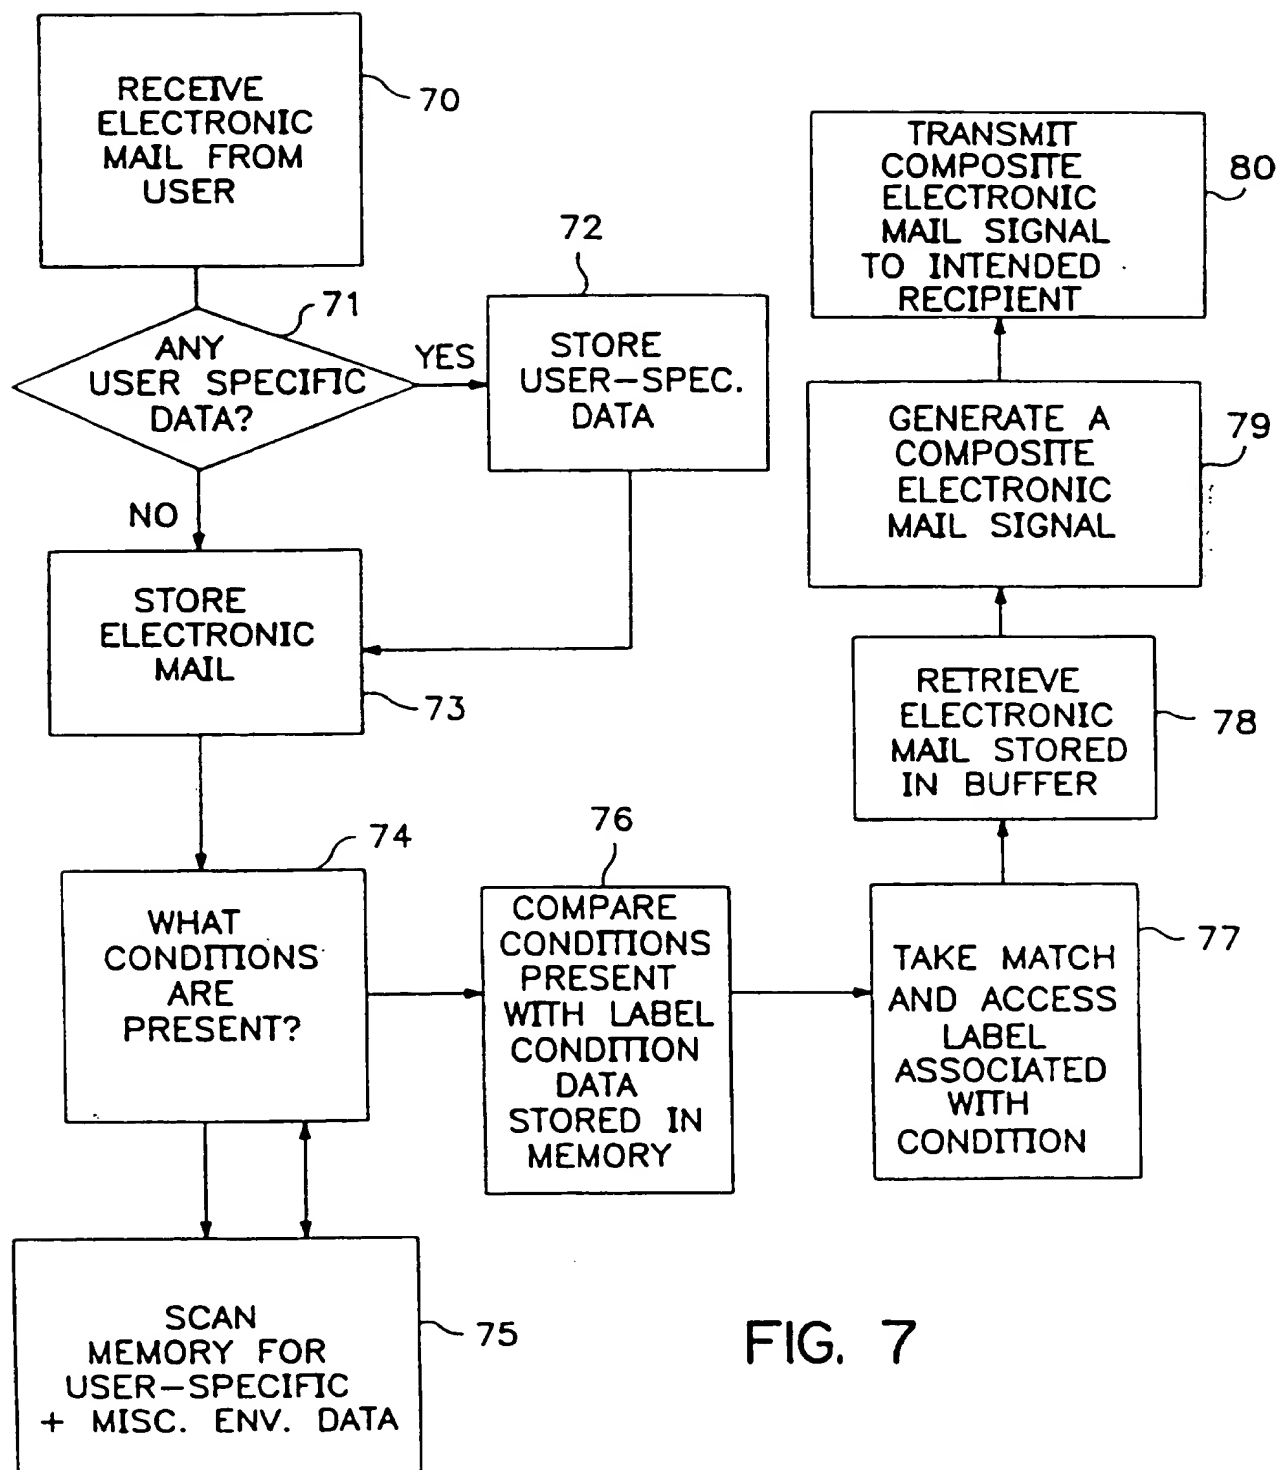 RECEIVE
ELECTRONIC
MAIL FROM
USER
70
71
ANY
USER SPECIFIC
DATA?
YES
NO
72
STORE
USER-SPEC.
DATA
STORE
ELECTRONIC
MAIL
73
74
WHAT
CONDITIONS
ARE
PRESENT?
SCAN
MEMORY FOR
USER-SPECIFIC
+ MISC. ENV. DATA
75
76
COMPARE
CONDITIONS
PRESENT
WITH LABEL
CONDITION
DATA
STORED IN
MEMORY
TAKE MATCH
AND ACCESS
LABEL
ASSOCIATED
WITH
CONDITION
77
RETRIEVE
ELECTRONIC
MAIL STORED
IN BUFFER
78
GENERATE A
COMPOSITE
ELECTRONIC
MAIL SIGNAL
79
TRANSMIT
COMPOSITE
ELECTRONIC
MAIL SIGNAL
TO INTENDED
RECIPIENT
80
FIG. 7